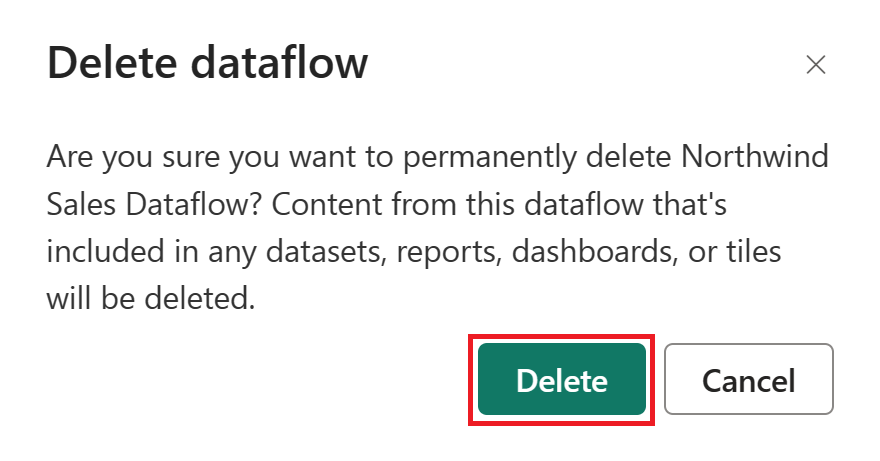 Delete dataflow
Are you sure you want to permanently delete Northwind
Sales Dataflow? Content from this dataflow that's
included in any datasets, reports, dashboards, or tiles
will be deleted.
Delete
Cancel